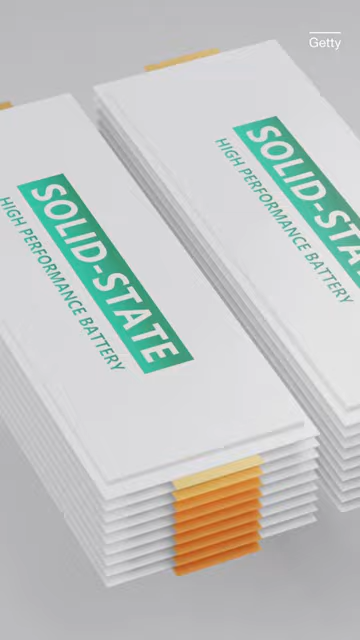 Getty
SOLID-STATE
HIGH PERFORMANCE BATTERY
SOLID-STA
HIGH PERFORMANCE BATTERY